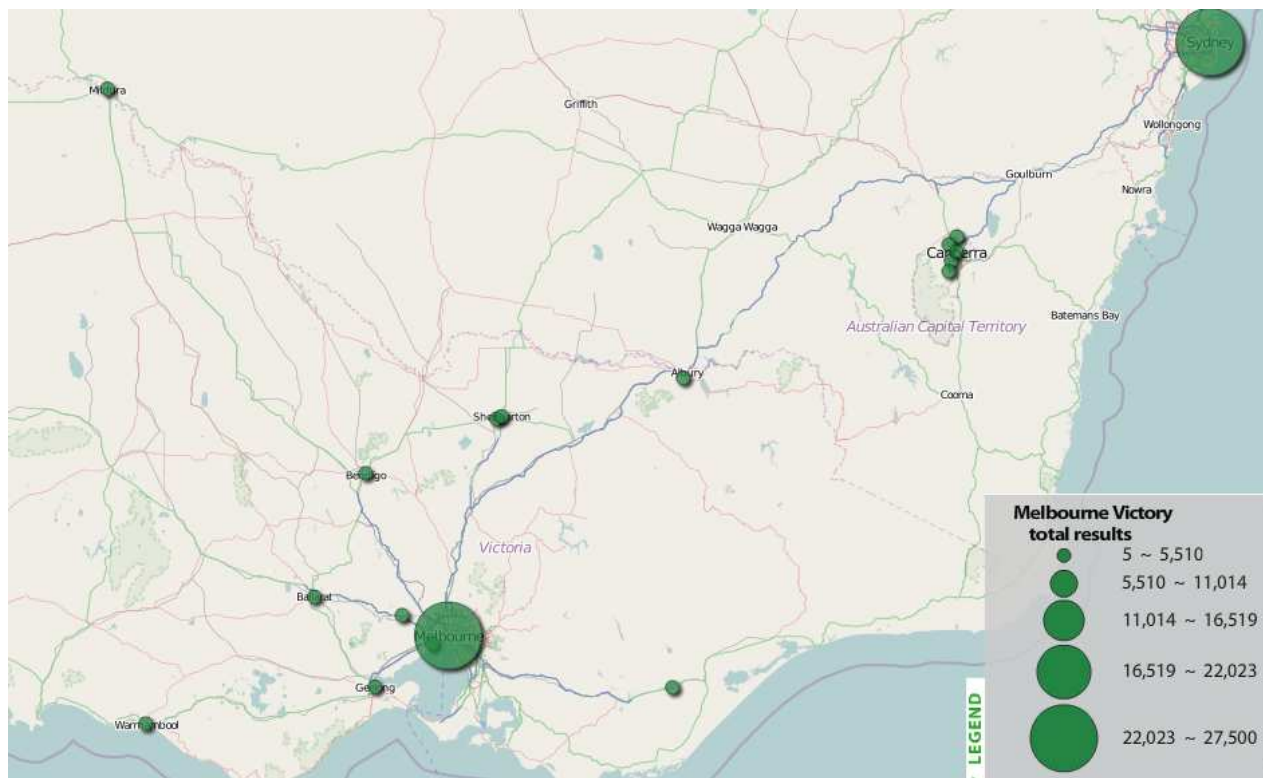 Sydney
Mildura
Griffith
Wollongong
Goulburn
Nowra
Wagga Wagga
Canberra
Batemans Bay
Australian Capital Territory
Albury
Cooma
Shepparton
Bendigo
Victoria
Ballarat
Melbourne
Geelong
Warrnambool
Melbourne Victory
total results
5 ~ 5,510
5,510 ~ 11,014
11,014 ~ 16,519
16,519 ~ 22,023
22,023 ~ 27,500
LEGEND